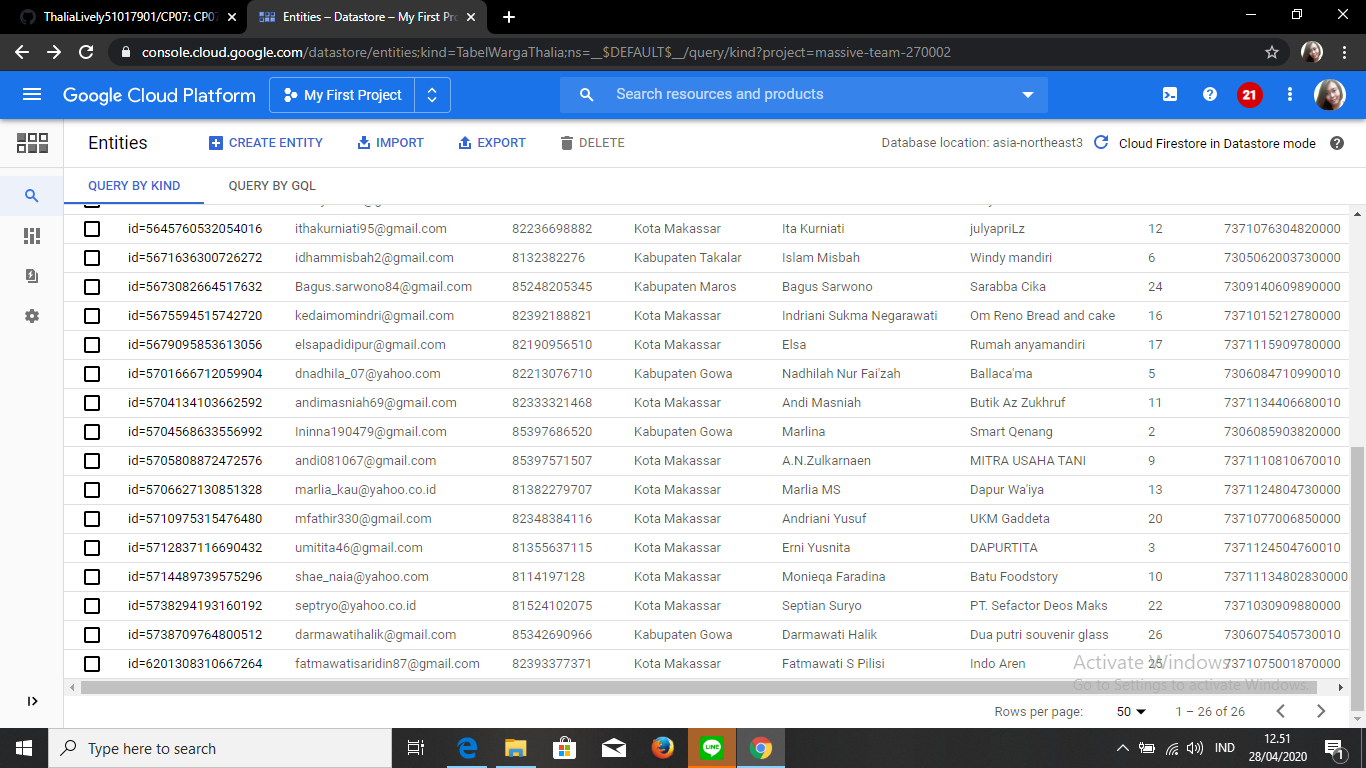 ThaliaLively51017901/CP07: CP07
Entities – Datastore – My First Pro
console.cloud.google.com/datastore/entities;kind=TabelWargaThalia;ns=__$DEFAULT$__/query/kind?project=massive-team-270002
Google Cloud Platform My First Project Search resources and products 21
Entities CREATE ENTITY IMPORT EXPORT DELETE Database location: asia-northeast3 Cloud Firestore in Datastore mode
QUERY BY KIND QUERY BY GQL
id=5645760532054016 ithakurniati95@gmail.com 82236698882 Kota Makassar Ita Kurniati julyapriLz 12 7371076304820000
id=5671636300726272 idhammisbah2@gmail.com 8132382276 Kabupaten Takalar Islam Misbah Windy mandiri 6 7305062003730000
id=5673082664517632 Bagus.sarwono84@gmail.com 85248205345 Kabupaten Maros Bagus Sarwono Sarabba Cika 24 7309140609890000
id=5675594515742720 kedaimomindri@gmail.com 82392188821 Kota Makassar Indriani Sukma Negarawati Om Reno Bread and cake 16 7371015212780000
id=5679095853613056 elsapadidipur@gmail.com 82190956510 Kota Makassar Elsa Rumah anyamandiri 17 7371115909780000
id=5701666712059904 dnadhila_07@yahoo.com 82213076710 Kabupaten Gowa Nadhilah Nur Fai'zah Ballaca'ma 5 7306084710990010
id=5704134103662592 andimasniah69@gmail.com 82333321468 Kota Makassar Andi Masniah Butik Az Zukhruf 11 7371134406680010
id=5704568633556992 Ininna190479@gmail.com 85397686520 Kabupaten Gowa Marlina Smart Qenang 2 7306085903820000
id=5705808872472576 andi081067@gmail.com 85397571507 Kota Makassar A.N.Zulkarnaen MITRA USAHA TANI 9 7371110810670010
id=5706627130851328 marlia_kau@yahoo.co.id 81382279707 Kota Makassar Marlia MS Dapur Wa'iya 13 7371124804730000
id=5710975315476480 mfathir330@gmail.com 82348384116 Kota Makassar Andriani Yusuf UKM Gaddeta 20 7371077006850000
id=5712837116690432 umitita46@gmail.com 81355637115 Kota Makassar Erni Yusnita DAPURTITA 3 7371124504760010
id=5714489739575296 shae_naia@yahoo.com 8114197128 Kota Makassar Monieqa Faradina Batu Foodstory 10 73711134802830000
id=5738294193160192 septryo@yahoo.co.id 81524102075 Kota Makassar Septian Suryo PT. Sefactor Deos Maks 22 7371030909880000
id=5738709764800512 darmawatihalik@gmail.com 85342690966 Kabupaten Gowa Darmawati Halik Dua putri souvenir glass 26 7306075405730010
id=6201308310667264 fatmawatisaridin87@gmail.com 82393377371 Kota Makassar Fatmawati S Pilisi Indo Aren 25 7371075001870000
Activate Windows
Go to Settings to activate Windows.
Rows per page: 50 1 – 26 of 26
Type here to search IND 12.51
28/04/2020 1